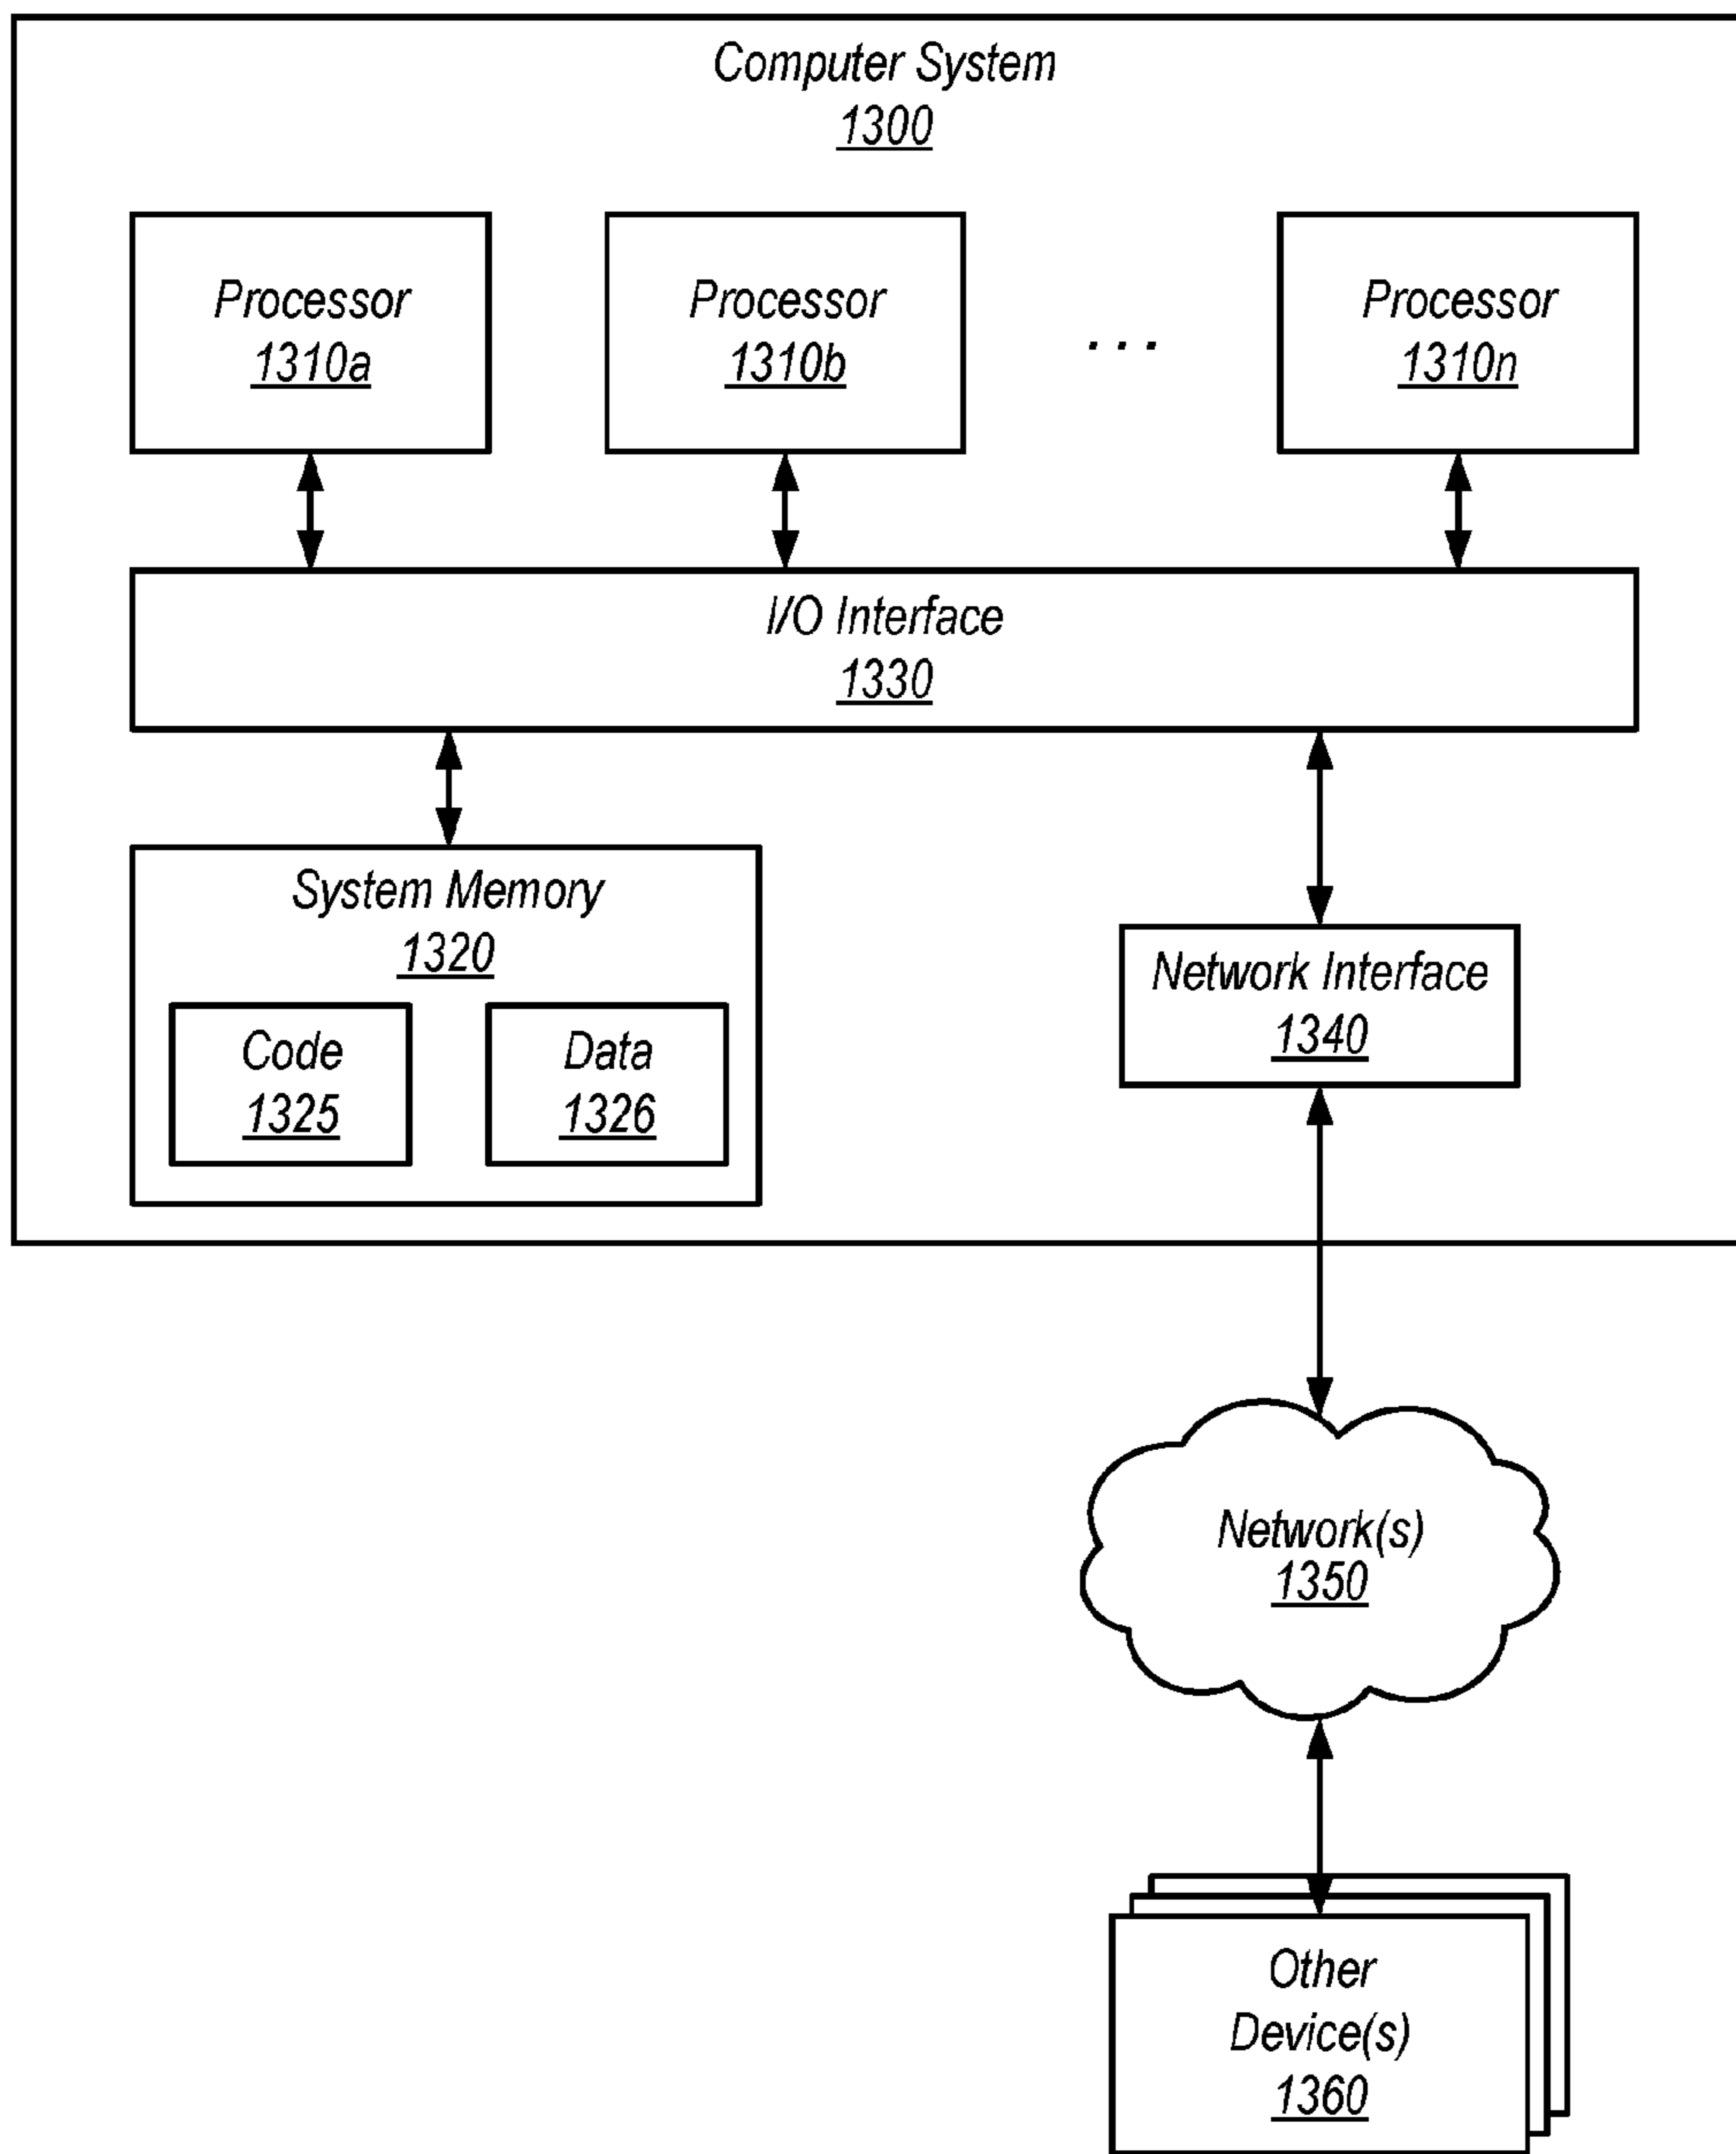 Computer System
1300
Processor
1310a
Processor
1310b
...
Processor
1310n
I/O Interface
1330
System Memory
1320
Code
1325
Data
1326
Network Interface
1340
Network(s)
1350
Other
Device(s)
1360